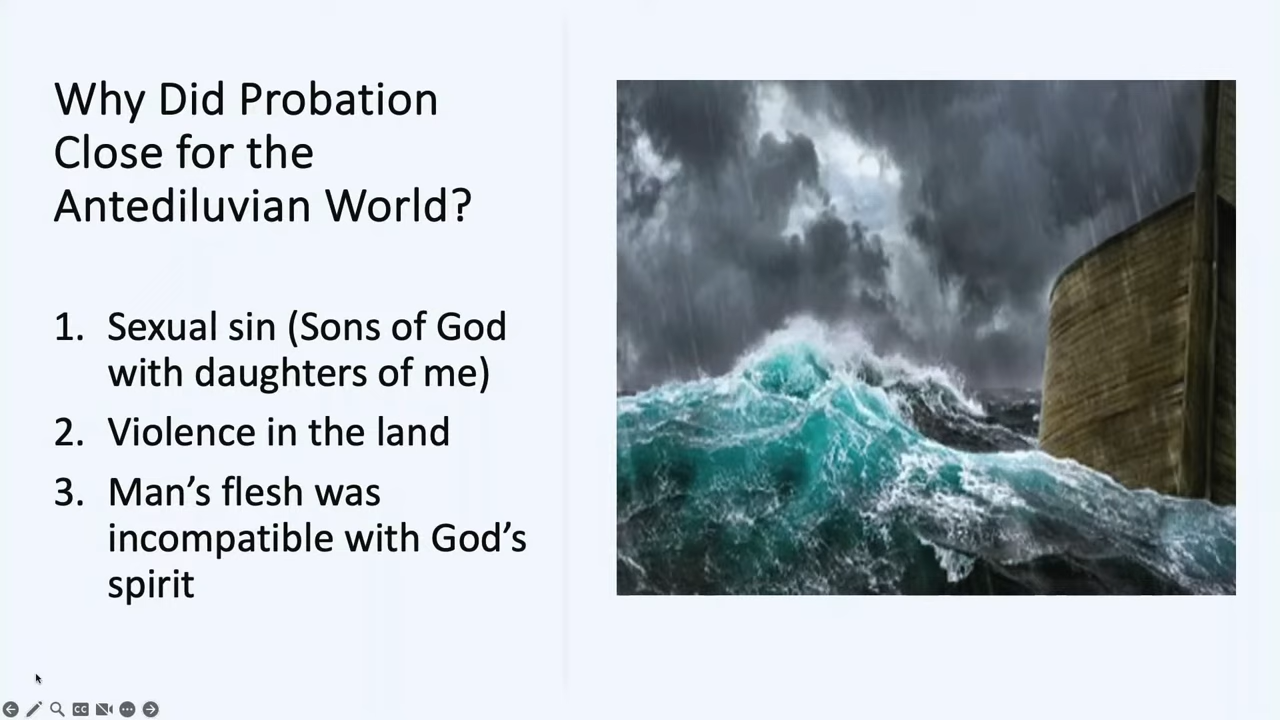 Why Did Probation
Close for the
Antediluvian World?
1. Sexual sin (Sons of God
with daughters of me)
2. Violence in the land
3. Man’s flesh was
incompatible with God’s
spirit
CC